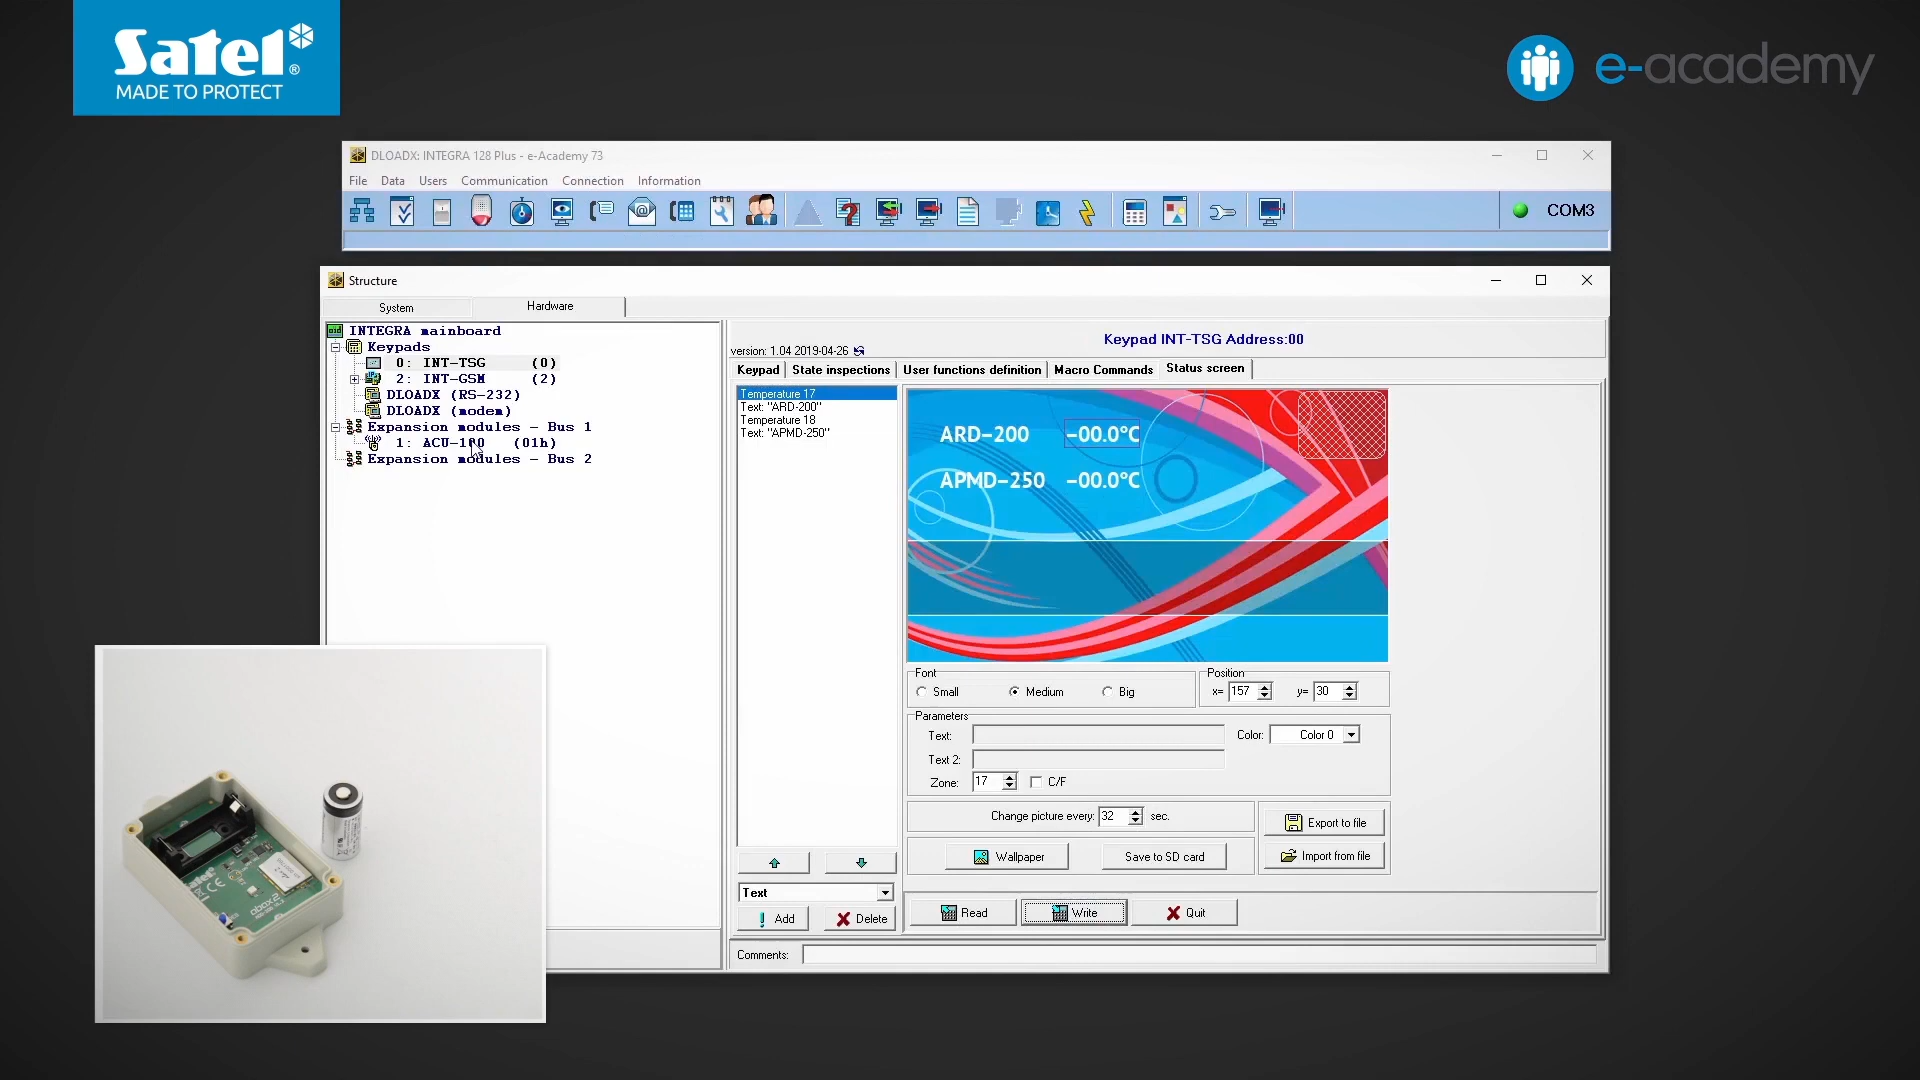 Satel®
MADE TO PROTECT
e-academy
DLOADX: INTEGRA 128 Plus - e-Academy 73
File Data Users Communication Connection Information
COM3
Structure
System Hardware
INTEGRA mainboard
Keypads
0: INT-TSG (0)
2: INT-GSM (2)
DLOADX (RS-232)
DLOADX (modem)
Expansion modules - Bus 1
1: ACU-100 (01h)
Expansion modules - Bus 2
Keypad INT-TSG Address:00
version: 1.04 2019-04-26
Keypad State inspections User functions definition Macro Commands Status screen
Temperature 17
Text: "ARD-200"
Temperature 18
Text: "APMD-250"
ARD-200 -00.0°C
APMD-250 -00.0°C
Font
Small Medium Big
Position
x= 157 y= 30
Parameters
Text:
Color: Color 0
Text 2:
Zone: 17 C/F
Change picture every: 32 sec.
Export to file
Wallpaper Save to SD card Import from file
Text
Add Delete
Read Write Quit
Comments:
Satel
CE
abox2